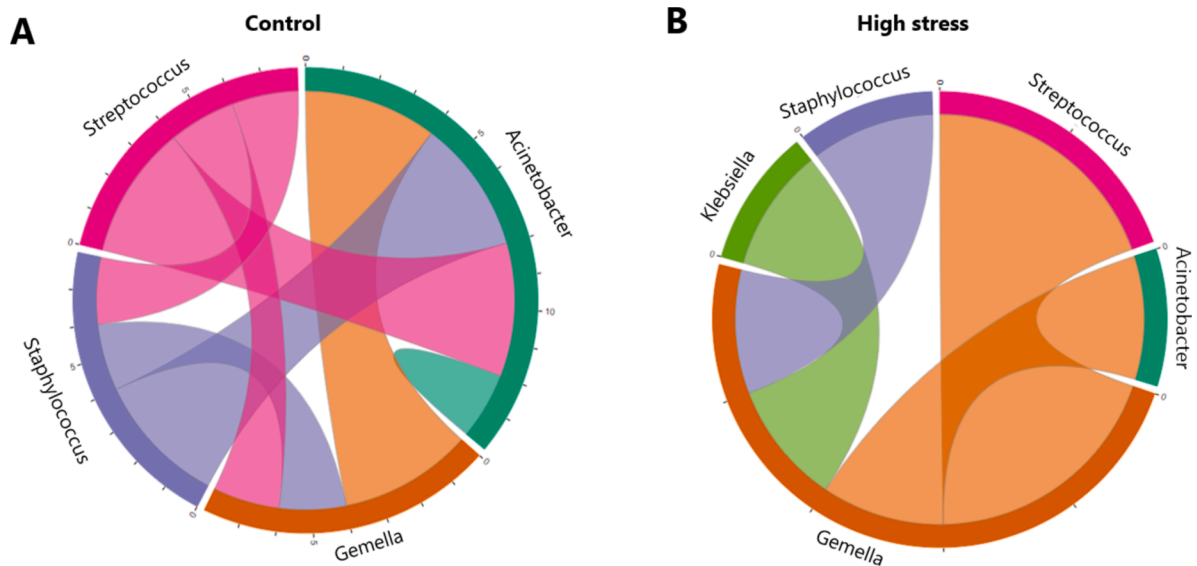 A
Control
B
High stress
Streptococcus
Acinetobacter
Staphylococcus
Gemella
0
5
10
0
5
0
5
0
5
Staphylococcus
Streptococcus
Klebsiella
Acinetobacter
Gemella
0
0
0
0
0